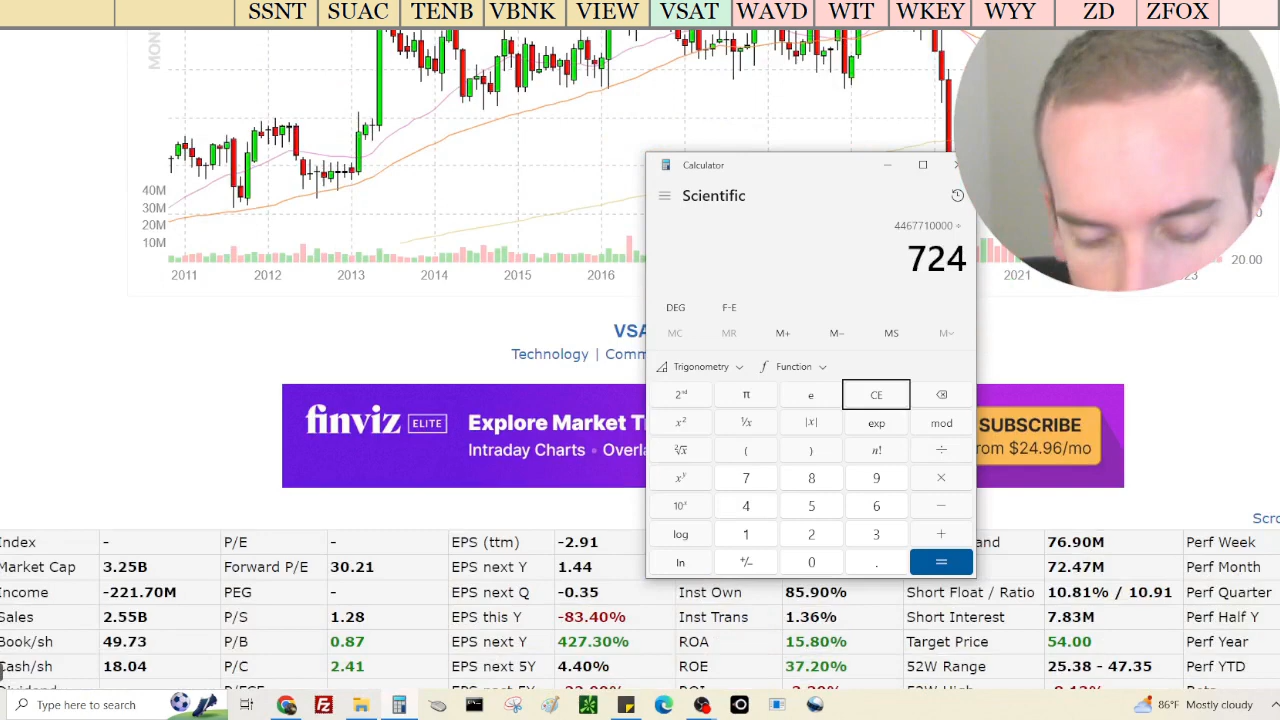 SSNT SUAC TENB VBNK VIEW VSAT WAVD WIT WKEY WYY ZD ZFOX
40M
30M
20M
10M
2011 2012 2013 2014 2015 2016 2021
20.00
Calculator
Scientific
4467710000 ÷
724
DEG F-E
MC MR M+ M− MS M
Trigonometry Function
2nd π e CE
x² ¹/x |x| exp mod
²√x ( ) n! ÷
xʸ 7 8 9 ×
10ˣ 4 5 6 −
log 1 2 3 +
ln +/− 0 . =
VSA
Technology | Comm
finviz ELITE
Explore Market T
Intraday Charts • Overla
SUBSCRIBE
rom $24.96/mo
Scro
Index - P/E - EPS (ttm) -2.91 and 76.90M Perf Week
Market Cap 3.25B Forward P/E 30.21 EPS next Y 1.44 72.47M Perf Month
Income -221.70M PEG - EPS next Q -0.35 Inst Own 85.90% Short Float / Ratio 10.81% / 10.91 Perf Quarter
Sales 2.55B P/S 1.28 EPS this Y -83.40% Inst Trans 1.36% Short Interest 7.83M Perf Half Y
Book/sh 49.73 P/B 0.87 EPS next Y 427.30% ROA 15.80% Target Price 54.00 Perf Year
Cash/sh 18.04 P/C 2.41 EPS next 5Y 4.40% ROE 37.20% 52W Range 25.38 - 47.35 Perf YTD
Type here to search
86°F Mostly cloudy